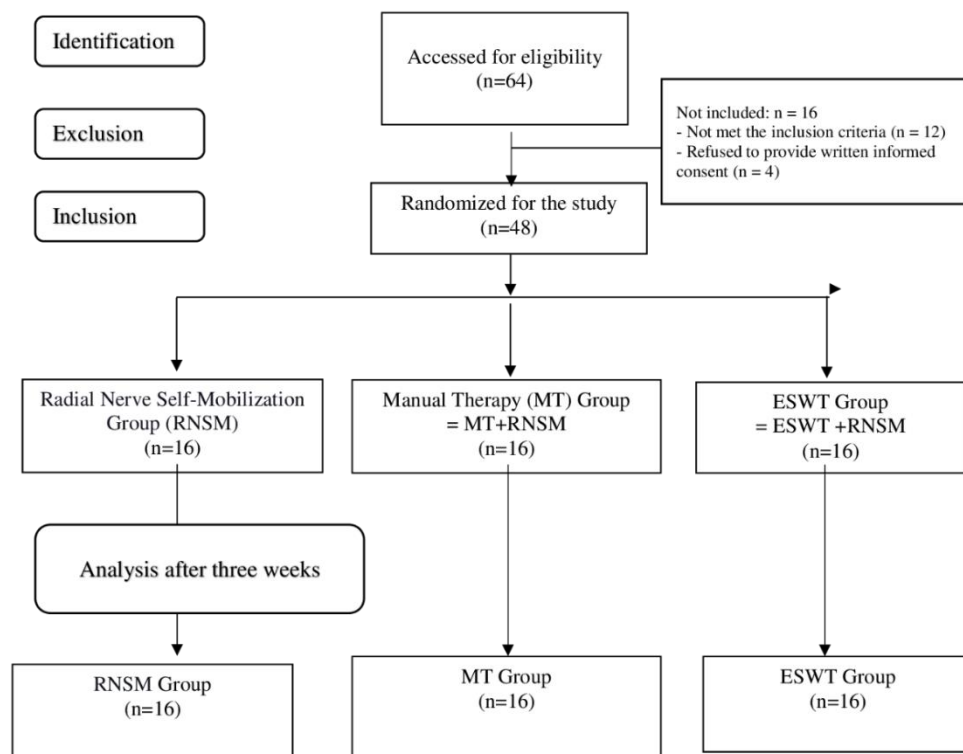 Identification
Accessed for eligibility
(n=64)
Exclusion
Not included: n = 16
- Not met the inclusion criteria (n = 12)
- Refused to provide written informed
consent (n = 4)
Inclusion
Randomized for the study
(n=48)
Radial Nerve Self-Mobilization
Group (RNSM)
(n=16)
Manual Therapy (MT) Group
= MT+RNSM
(n=16)
ESWT Group
= ESWT +RNSM
(n=16)
Analysis after three weeks
RNSM Group
(n=16)
MT Group
(n=16)
ESWT Group
(n=16)